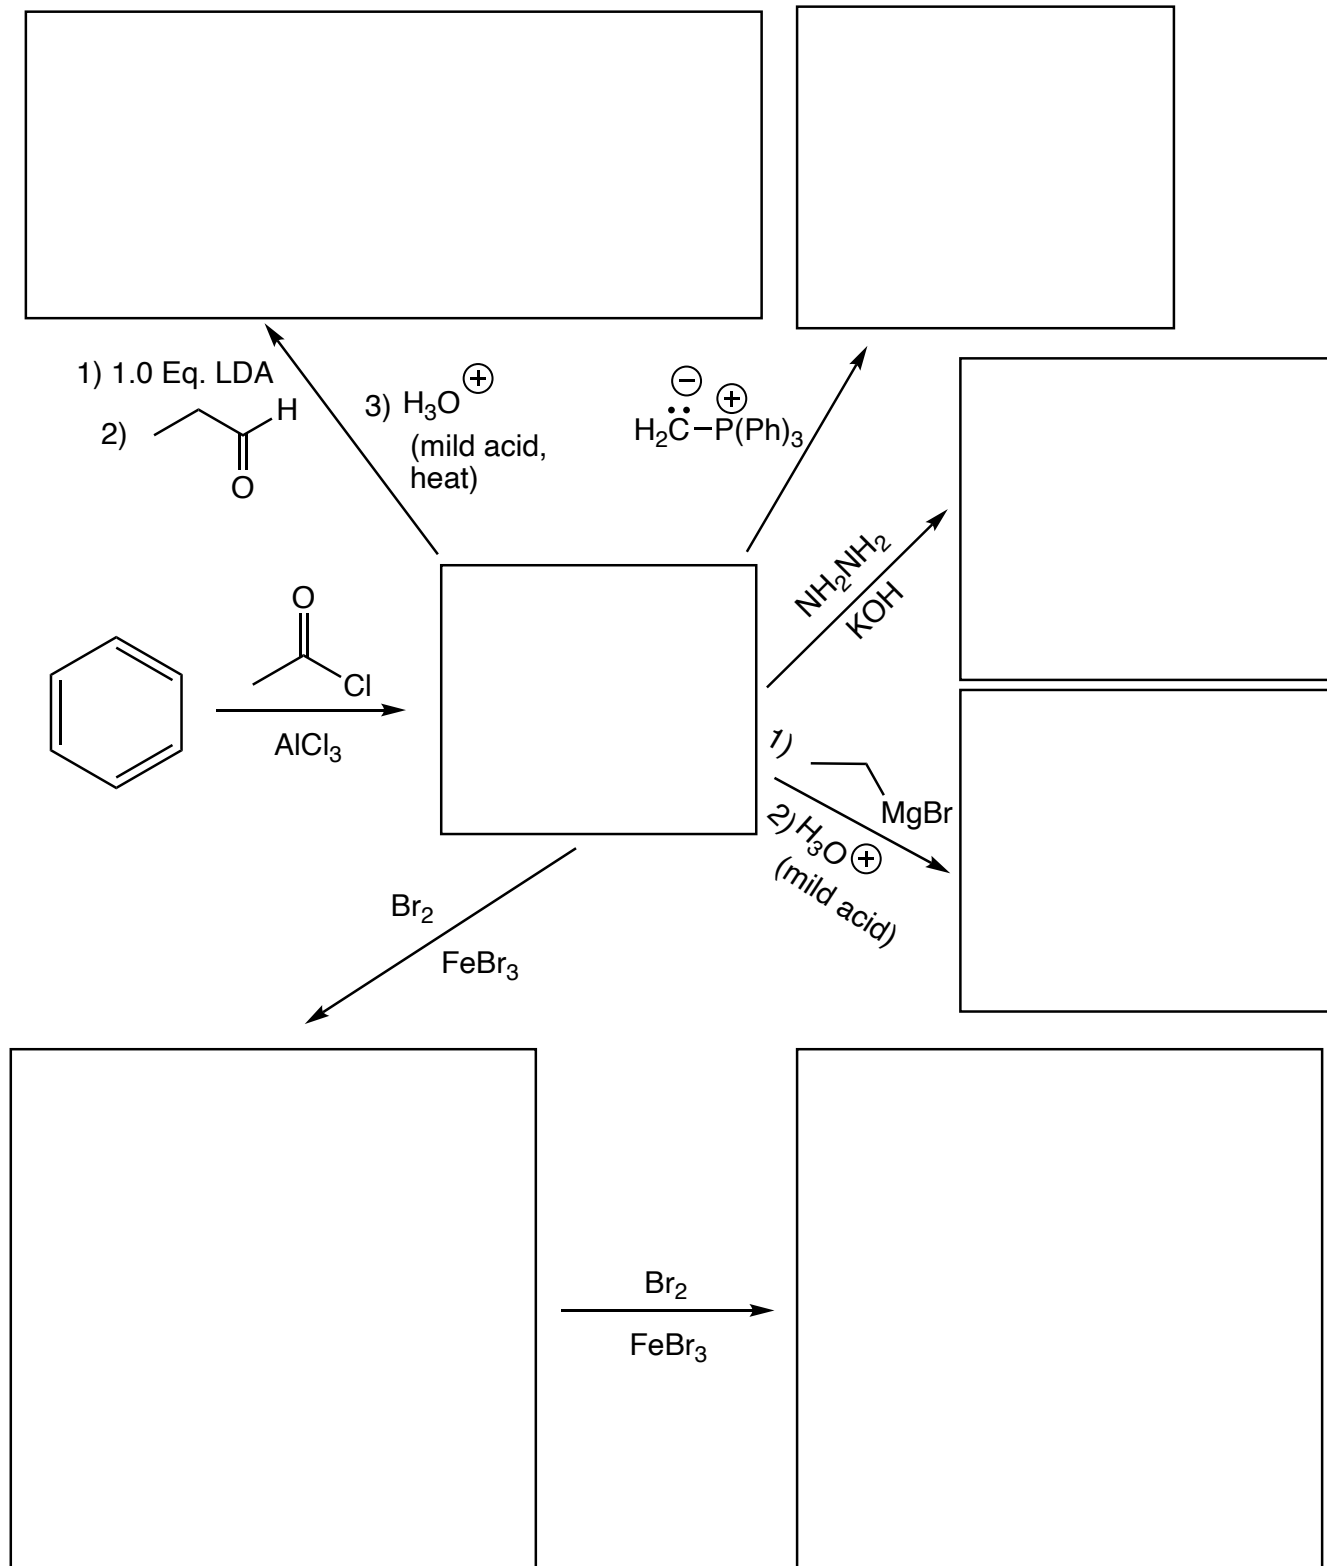 1) 1.0 Eq. LDA
2)
H
O
3) H₃O⊕
(mild acid,
heat)
⊖
H₂C̈–P⊕(Ph)₃
NH₂NH₂
KOH
O
Cl
AlCl₃
1)
MgBr
2) H₃O⊕
(mild acid)
Br₂
FeBr₃
Br₂
FeBr₃